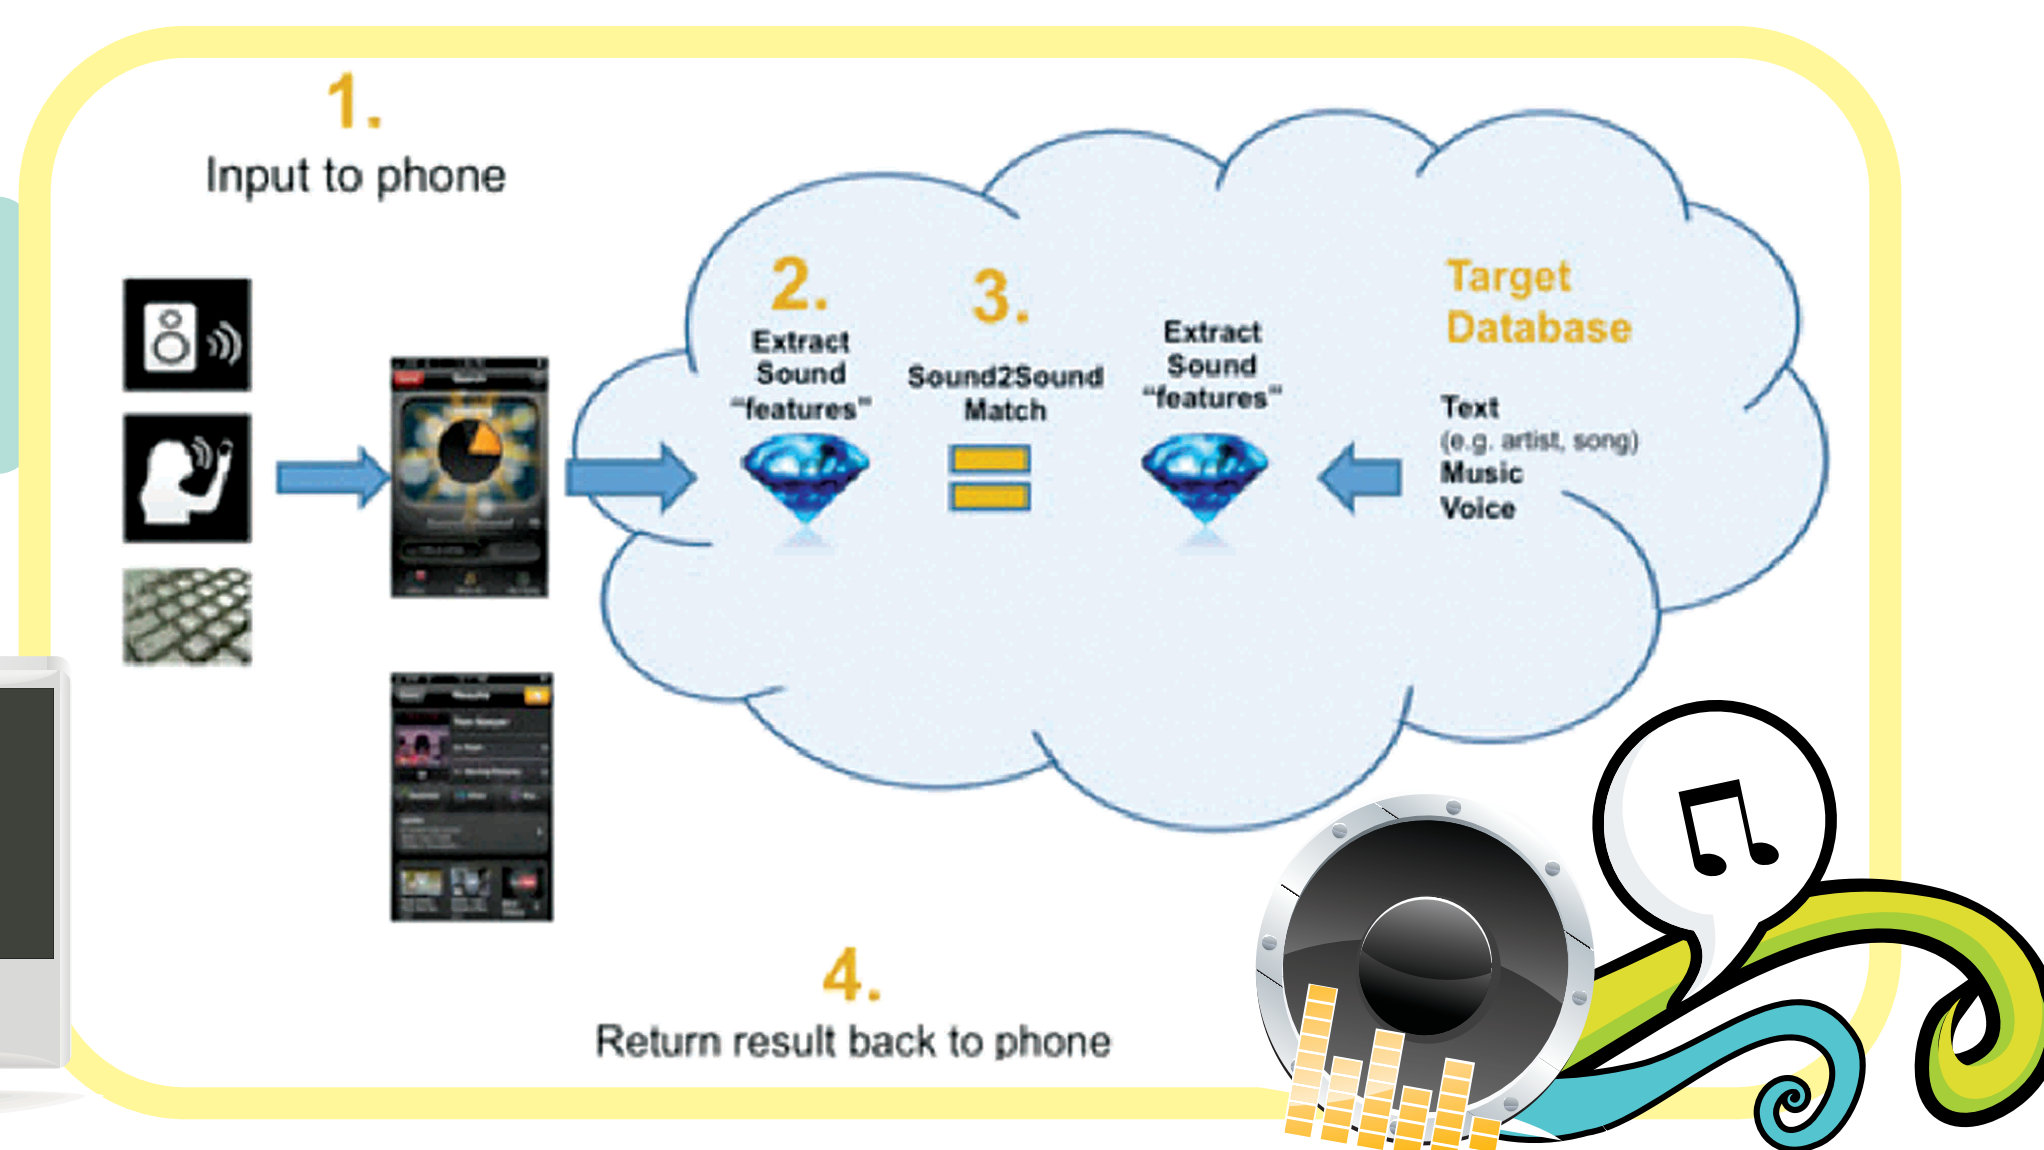 1.
Input to phone
2.
Extract
Sound
“features”
3.
Sound2Sound
Match
Extract
Sound
“features”
Target
Database
Text
(e.g. artist, song)
Music
Voice
Results
4.
Return result back to phone